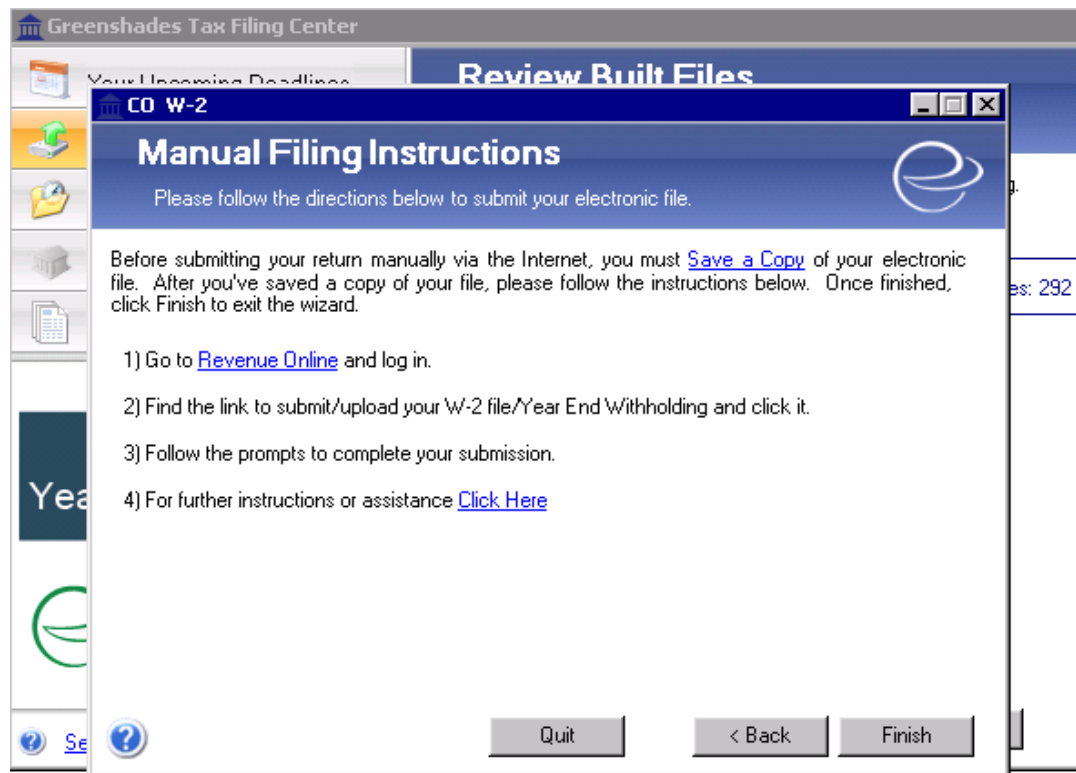 Greenshades Tax Filing Center
Your Upcoming Deadlines
Review Built Files
CO W-2
Manual Filing Instructions
Please follow the directions below to submit your electronic file.
g.
Before submitting your return manually via the Internet, you must Save a Copy of your electronic
file. After you've saved a copy of your file, please follow the instructions below. Once finished,
click Finish to exit the wizard.
es: 292
1) Go to Revenue Online and log in.
2) Find the link to submit/upload your W-2 file/Year End Withholding and click it.
3) Follow the prompts to complete your submission.
Yea
4) For further instructions or assistance Click Here
Se
Quit
< Back
Finish